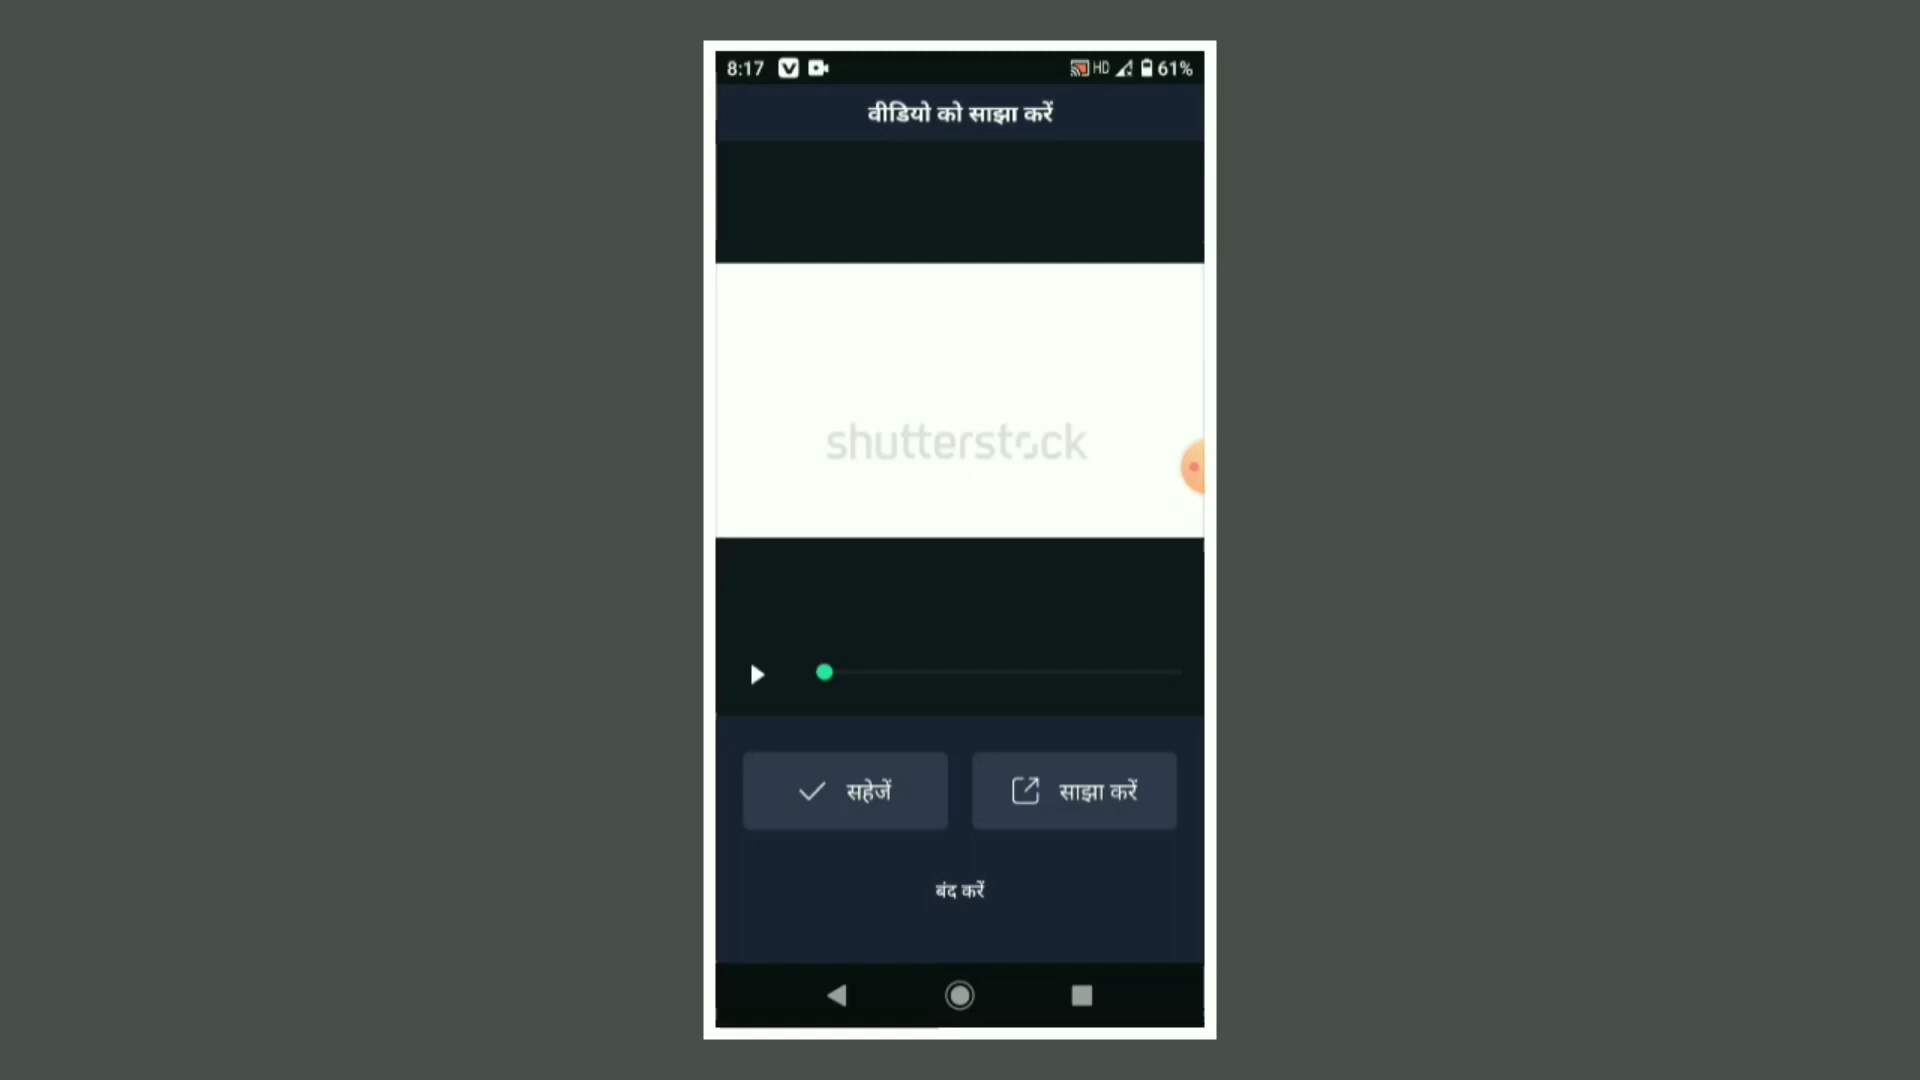 8:17 HD 61%
वीडियो को साझा करें
shutterstock
सहेजें साझा करें
बंद करें